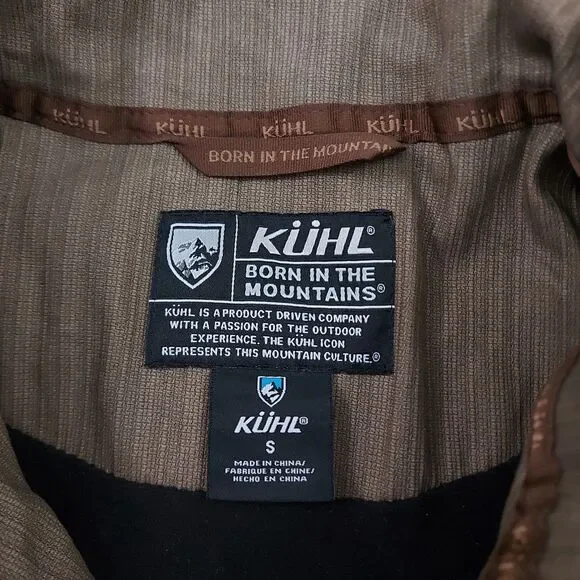 KÜHL KÜHL KÜHL KÜHL KÜHL
BORN IN THE MOUNTAINS
KÜHL®
BORN IN THE
MOUNTAINS®
KÜHL IS A PRODUCT DRIVEN COMPANY
WITH A PASSION FOR THE OUTDOOR
EXPERIENCE. THE KÜHL ICON
REPRESENTS THIS MOUNTAIN CULTURE.®
KÜHL®
S
MADE IN CHINA/
FABRIQUE EN CHINE/
HECHO EN CHINA